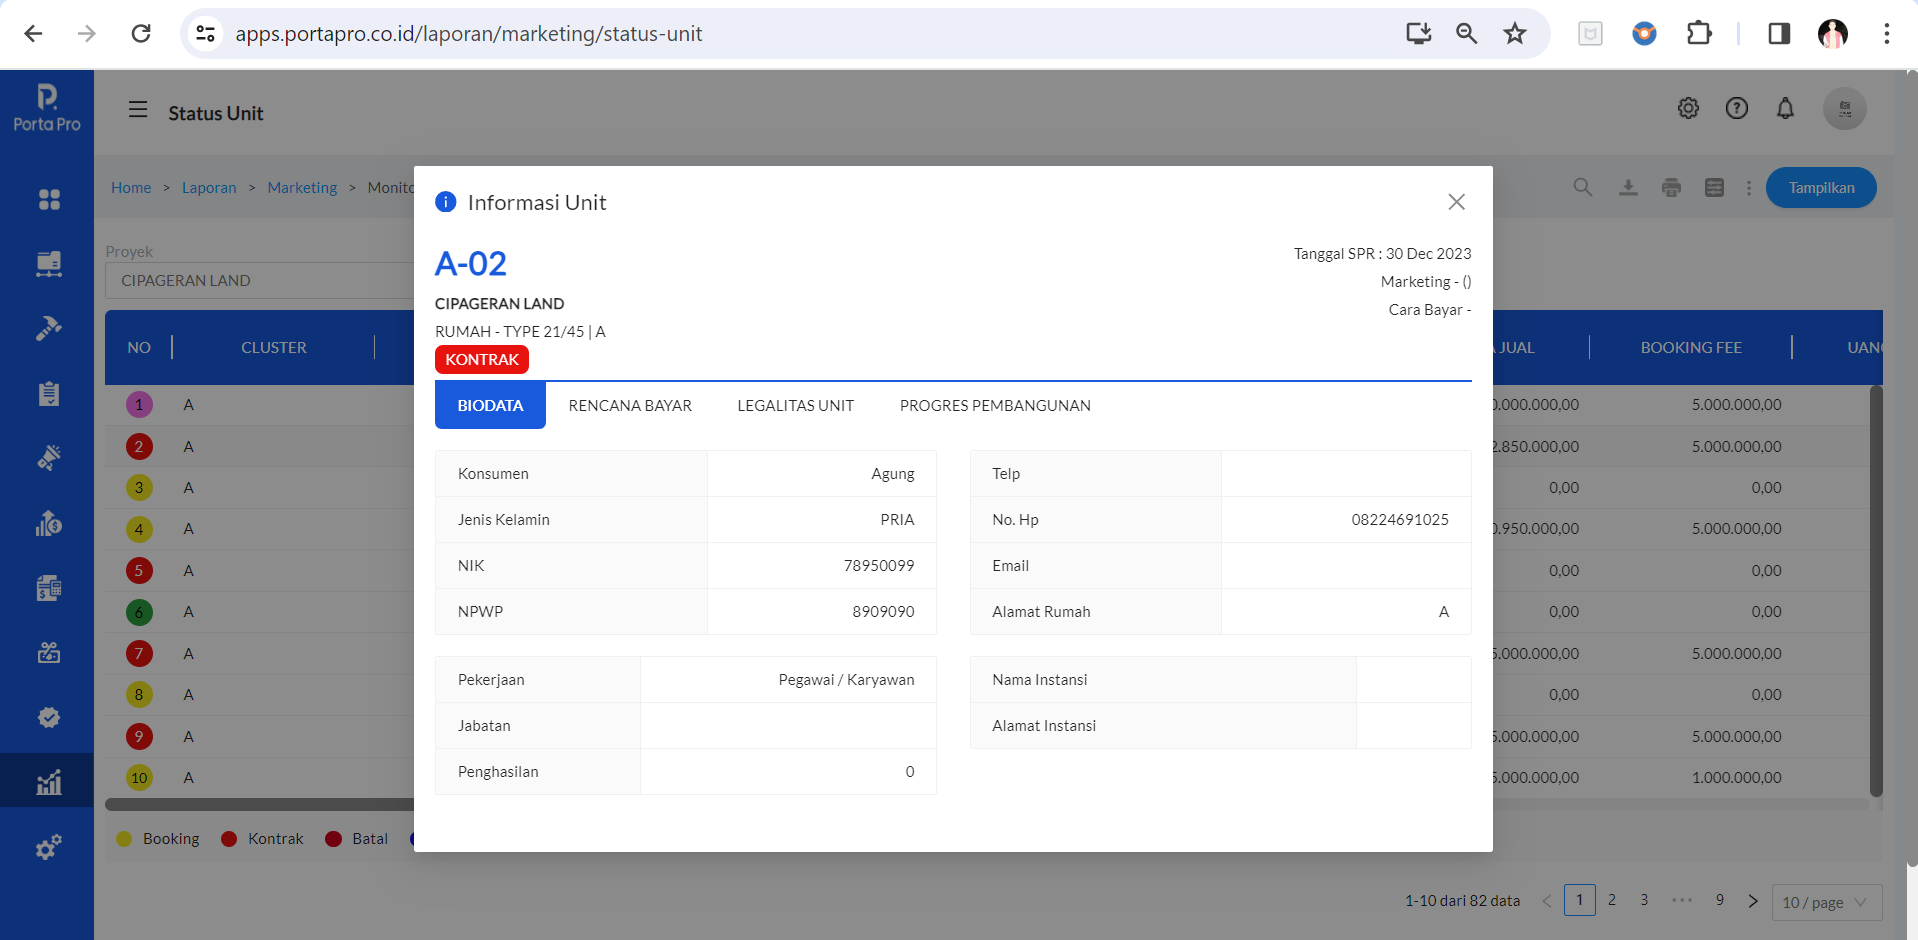 apps.portapro.co.id/laporan/marketing/status-unit
Porta Pro
Status Unit
Home > Laporan > Marketing > Monito
Tampilkan
Informasi Unit
A-02
CIPAGERAN LAND
RUMAH - TYPE 21/45 | A
KONTRAK
Tanggal SPR : 30 Dec 2023
Marketing - ()
Cara Bayar -
BIODATA RENCANA BAYAR LEGALITAS UNIT PROGRES PEMBANGUNAN
Konsumen Agung
Jenis Kelamin PRIA
NIK 78950099
NPWP 8909090
Telp
No. Hp 08224691025
Email
Alamat Rumah A
Pekerjaan Pegawai / Karyawan
Jabatan
Penghasilan 0
Nama Instansi
Alamat Instansi
Proyek
CIPAGERAN LAND
NO CLUSTER JUAL BOOKING FEE UANG
1 A 0.000.000,00 5.000.000,00
2 A 2.850.000,00 5.000.000,00
3 A 0,00 0,00
4 A 0.950.000,00 5.000.000,00
5 A 0,00 0,00
6 A 0,00 0,00
7 A 5.000.000,00 5.000.000,00
8 A 0,00 0,00
9 A 5.000.000,00 5.000.000,00
10 A 5.000.000,00 1.000.000,00
Booking Kontrak Batal
1-10 dari 82 data < 1 2 3 ••• 9 > 10 / page